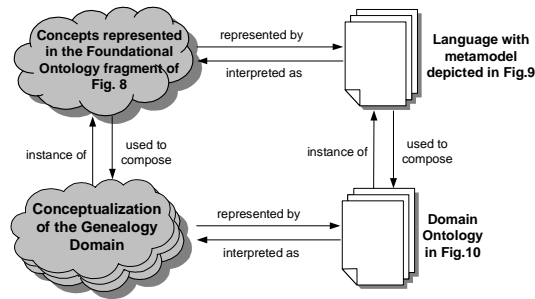 Concepts represented
in the Foundational
Ontology fragment of
Fig. 8
represented by
interpreted as
Language with
metamodel
depicted in Fig.9
instance of
used to
compose
instance of
used to
compose
Conceptualization
of the Genealogy
Domain
represented by
interpreted as
Domain
Ontology
in Fig.10